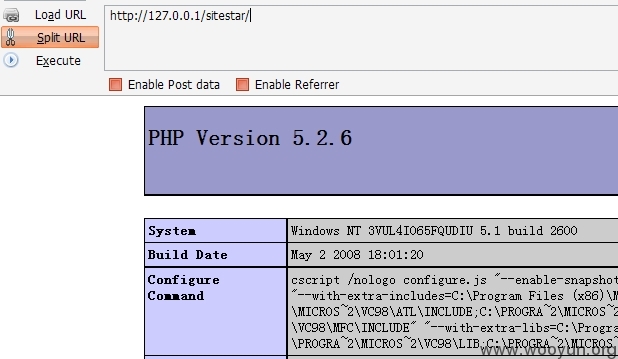 Load URL
http://127.0.0.1/sitestar/
Split URL
Execute
Enable Post data Enable Referrer
PHP Version 5.2.6
System Windows NT 3VUL4IO65FQUDIU 5.1 build 2600
Build Date May 2 2008 18:01:20
Configure cscript /nologo configure.js "--enable-snapshot
Command "--with-extra-includes=C:\Program Files (x86)\M
\MICROS~2\VC98\ATL\INCLUDE;C:\PROGRA~2\MICROS~2
\VC98\MFC\INCLUDE" "--with-extra-libs=C:\Program
\PROGRA~2\MICROS~2\VC98\LIB;C:\PROGRA~2\MICROS~
www.wooyun.org